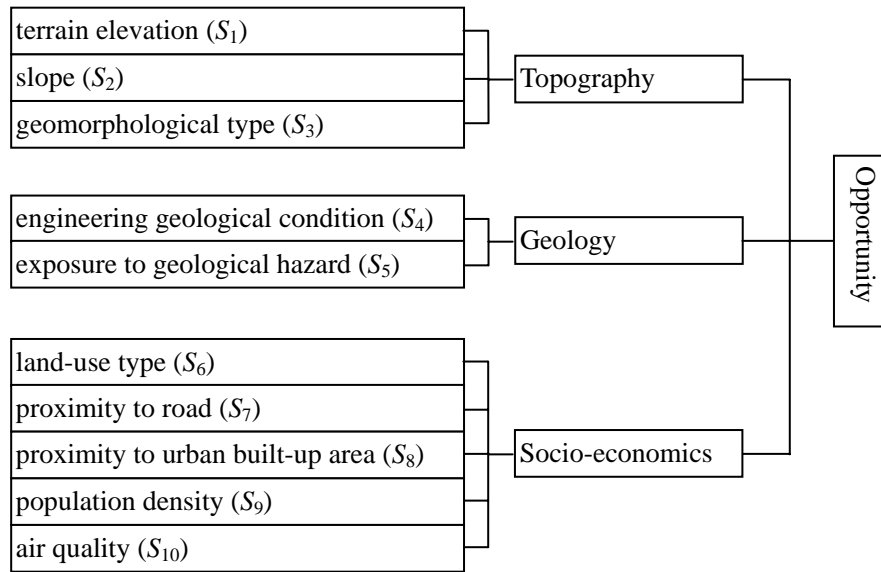 terrain elevation (S1)
slope (S2)
geomorphological type (S3)
Topography
engineering geological condition (S4)
exposure to geological hazard (S5)
Geology
land-use type (S6)
proximity to road (S7)
proximity to urban built-up area (S8)
population density (S9)
air quality (S10)
Socio-economics
Opportunity